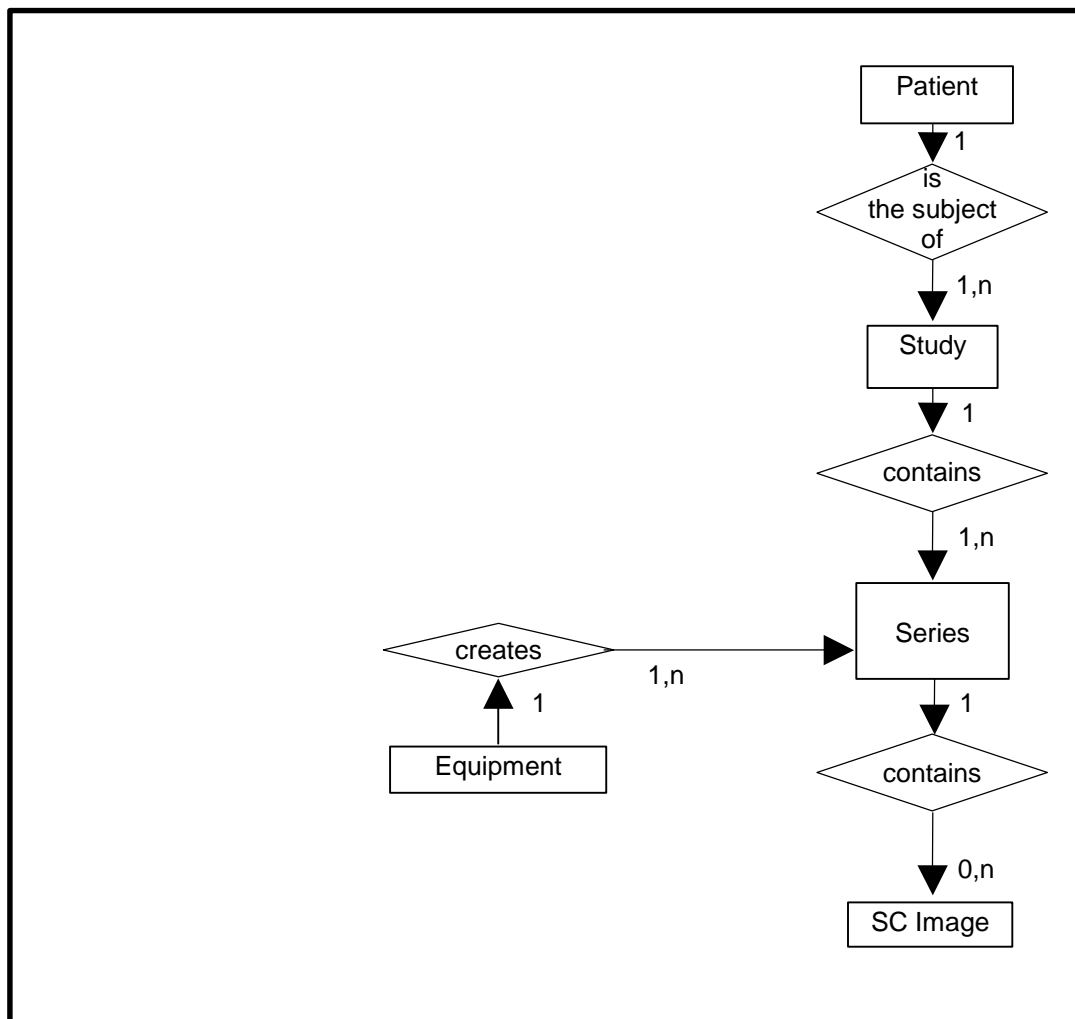 Patient
1
is
the subject
of
1,n
Study
1
contains
1,n
Series
creates
1,n
1
1
Equipment
contains
0,n
SC Image